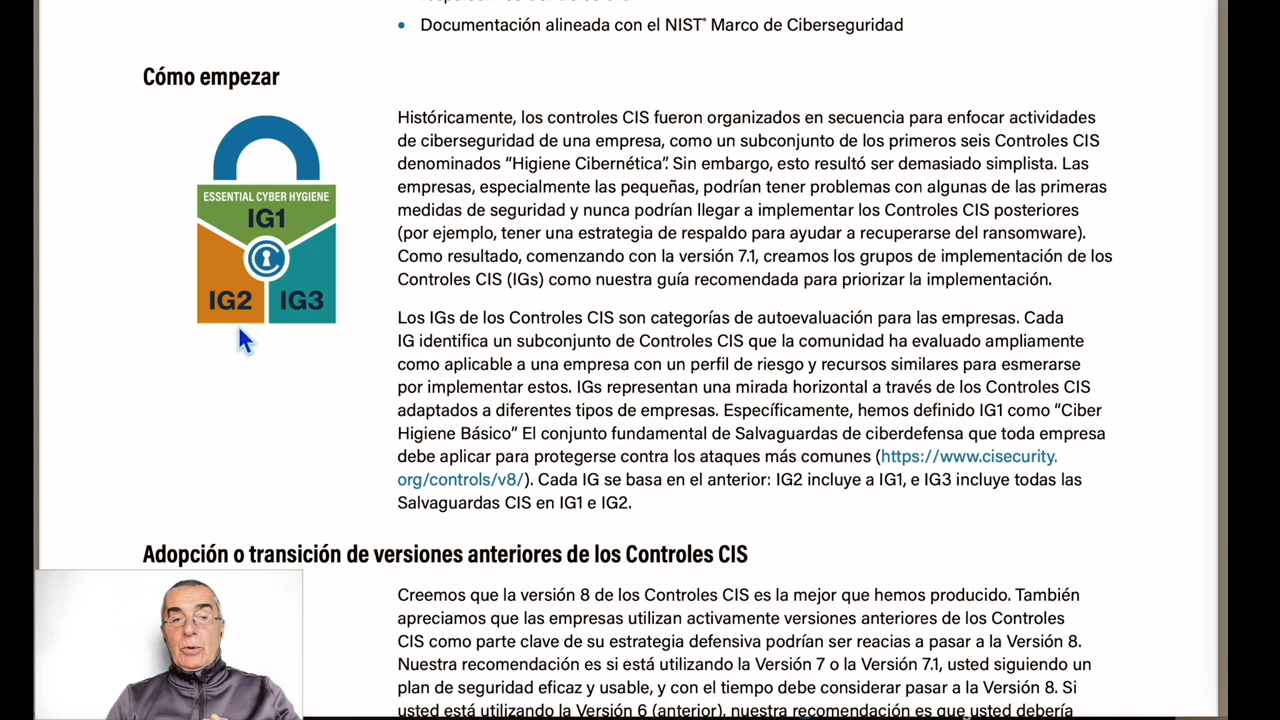 Documentación alineada con el NIST® Marco de Ciberseguridad
Cómo empezar
ESSENTIAL CYBER HYGIENE
IG1
IG2
IG3
Históricamente, los controles CIS fueron organizados en secuencia para enfocar actividades
de ciberseguridad de una empresa, como un subconjunto de los primeros seis Controles CIS
denominados “Higiene Cibernética”. Sin embargo, esto resultó ser demasiado simplista. Las
empresas, especialmente las pequeñas, podrían tener problemas con algunas de las primeras
medidas de seguridad y nunca podrían llegar a implementar los Controles CIS posteriores
(por ejemplo, tener una estrategia de respaldo para ayudar a recuperarse del ransomware).
Como resultado, comenzando con la versión 7.1, creamos los grupos de implementación de los
Controles CIS (IGs) como nuestra guía recomendada para priorizar la implementación.
Los IGs de los Controles CIS son categorías de autoevaluación para las empresas. Cada
IG identifica un subconjunto de Controles CIS que la comunidad ha evaluado ampliamente
como aplicable a una empresa con un perfil de riesgo y recursos similares para esmerarse
por implementar estos. IGs representan una mirada horizontal a través de los Controles CIS
adaptados a diferentes tipos de empresas. Específicamente, hemos definido IG1 como “Ciber
Higiene Básico” El conjunto fundamental de Salvaguardas de ciberdefensa que toda empresa
debe aplicar para protegerse contra los ataques más comunes (https://www.cisecurity.
org/controls/v8/). Cada IG se basa en el anterior: IG2 incluye a IG1, e IG3 incluye todas las
Salvaguardas CIS en IG1 e IG2.
Adopción o transición de versiones anteriores de los Controles CIS
Creemos que la versión 8 de los Controles CIS es la mejor que hemos producido. También
apreciamos que las empresas utilizan activamente versiones anteriores de los Controles
CIS como parte clave de su estrategia defensiva podrían ser reacias a pasar a la Versión 8.
Nuestra recomendación es si está utilizando la Versión 7 o la Versión 7.1, usted siguiendo un
plan de seguridad eficaz y usable, y con el tiempo debe considerar pasar a la Versión 8. Si
usted está utilizando la Versión 6 (anterior), nuestra recomendación es que usted debería